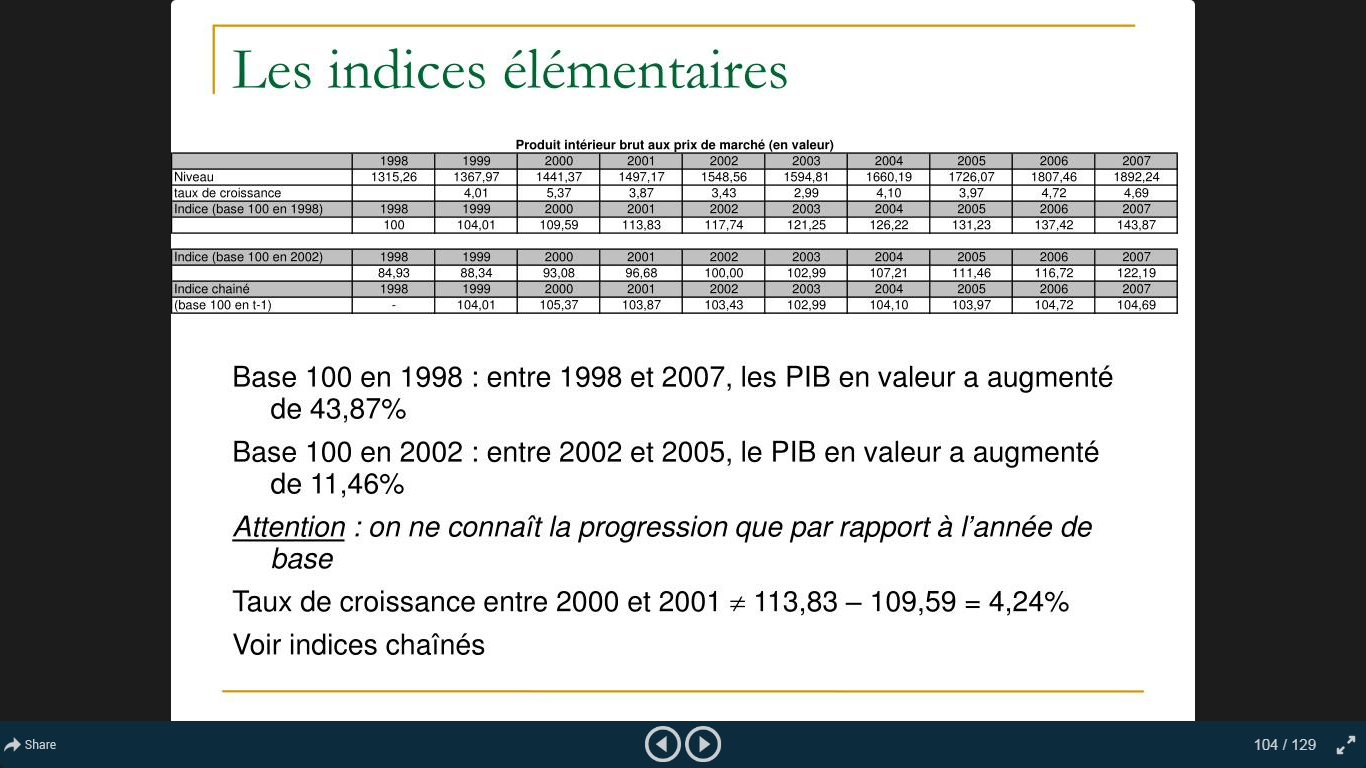 Les indices élémentaires
Produit intérieur brut aux prix de marché (en valeur)
1998 1999 2000 2001 2002 2003 2004 2005 2006 2007
Niveau 1315,26 1367,97 1441,37 1497,17 1548,56 1594,81 1660,19 1726,07 1807,46 1892,24
taux de croissance 4,01 5,37 3,87 3,43 2,99 4,10 3,97 4,72 4,69
Indice (base 100 en 1998) 1998 1999 2000 2001 2002 2003 2004 2005 2006 2007
100 104,01 109,59 113,83 117,74 121,25 126,22 131,23 137,42 143,87
Indice (base 100 en 2002) 1998 1999 2000 2001 2002 2003 2004 2005 2006 2007
84,93 88,34 93,08 96,68 100,00 102,99 107,21 111,46 116,72 122,19
Indice chainé 1998 1999 2000 2001 2002 2003 2004 2005 2006 2007
(base 100 en t-1) - 104,01 105,37 103,87 103,43 102,99 104,10 103,97 104,72 104,69
Base 100 en 1998 : entre 1998 et 2007, les PIB en valeur a augmenté
de 43,87%
Base 100 en 2002 : entre 2002 et 2005, le PIB en valeur a augmenté
de 11,46%
Attention : on ne connaît la progression que par rapport à l’année de
base
Taux de croissance entre 2000 et 2001 ≠ 113,83 – 109,59 = 4,24%
Voir indices chaînés
Share
104 / 129